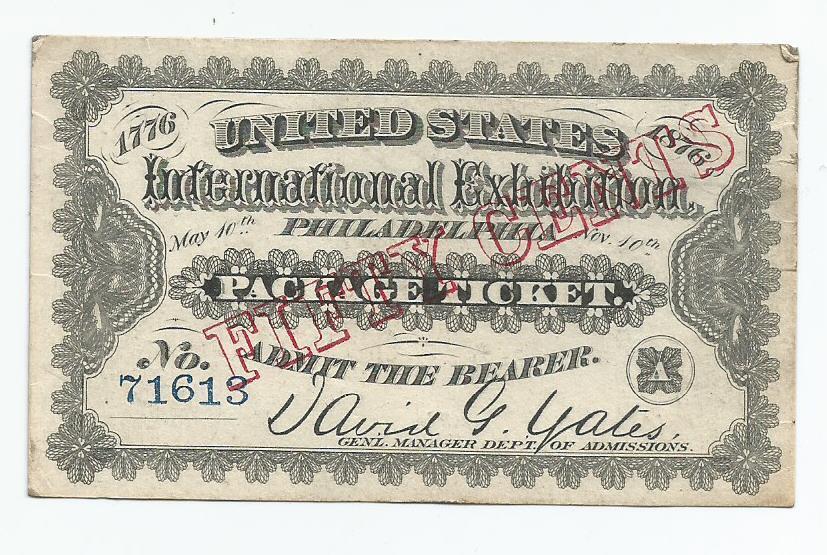 1776 UNITED STATES 1876
International Exhibition,
May 10th. PHILADELPHIA Nov. 10th.
FIFTY CENTS
PACKAGE TICKET.
ADMIT THE BEARER.
No. 71613
A
David G. Yates,
GENL. MANAGER DEPT. OF ADMISSIONS.